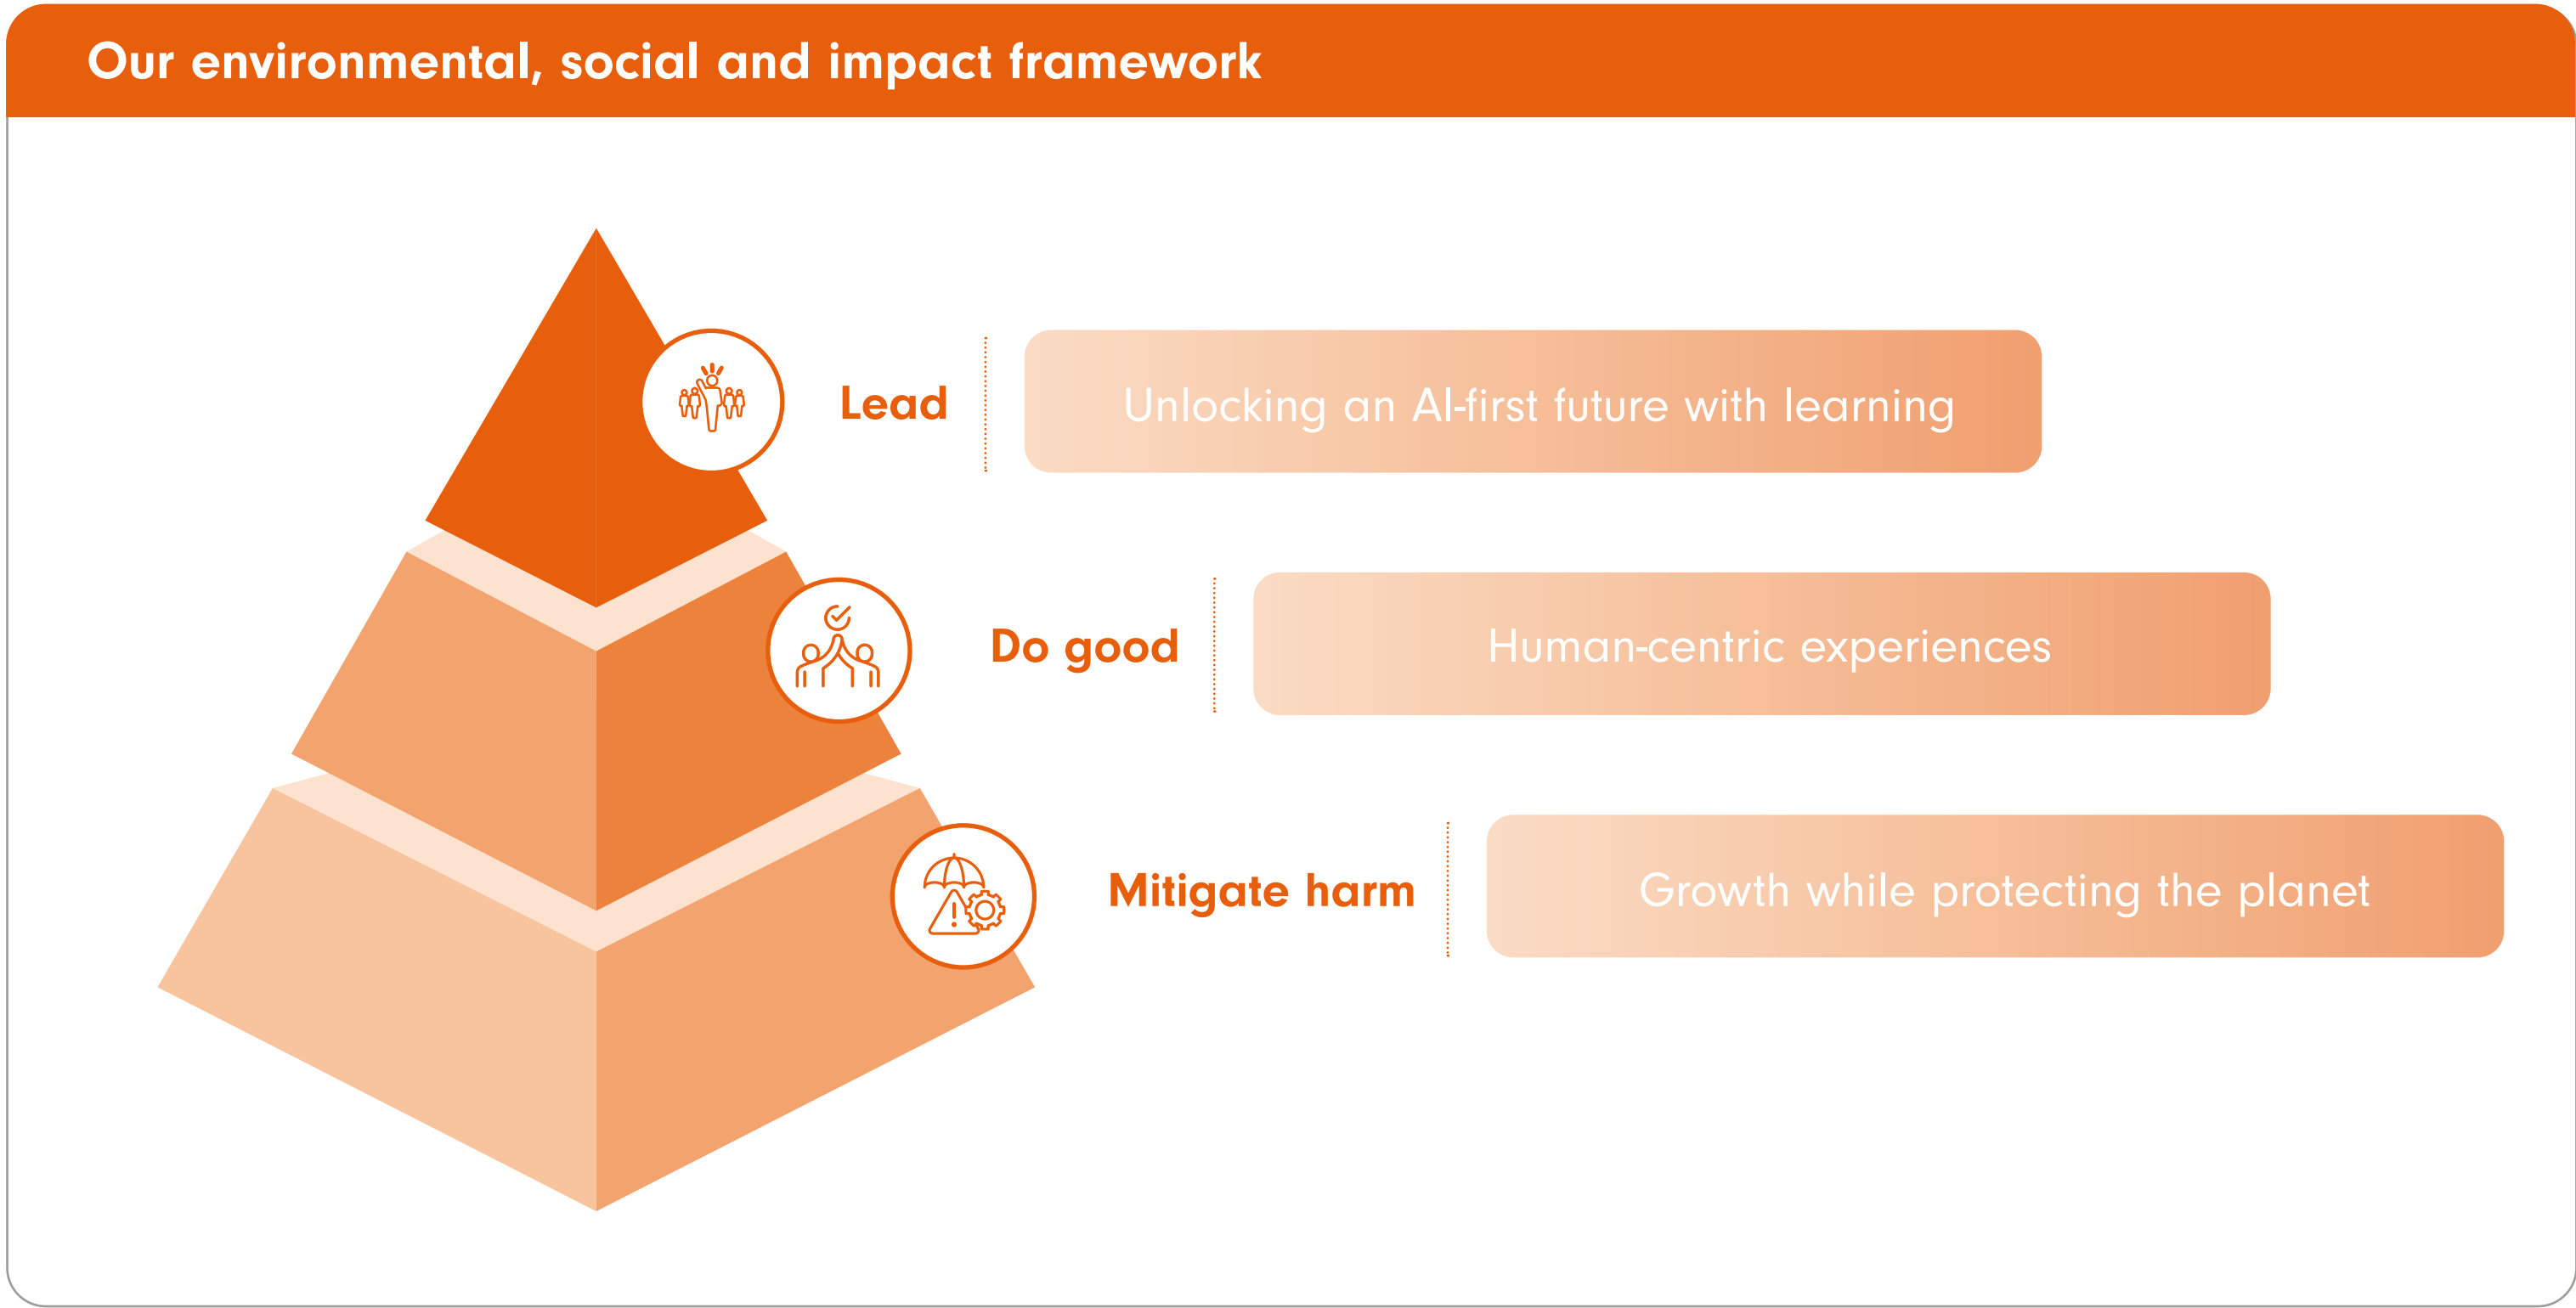 Our environmental, social and impact framework
Lead
Unlocking an AI-first future with learning
Do good
Human-centric experiences
Mitigate harm
Growth while protecting the planet